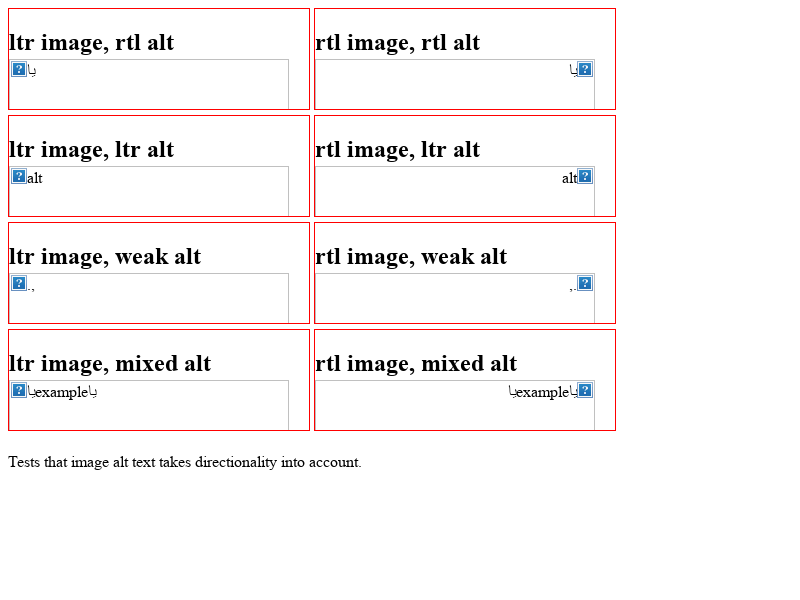 ltr image, rtl alt
يا
rtl image, rtl alt
يا
ltr image, ltr alt
alt
rtl image, ltr alt
alt
ltr image, weak alt
.,
rtl image, weak alt
.,
ltr image, mixed alt
ياexampleيا
rtl image, mixed alt
ياexampleيا
Tests that image alt text takes directionality into account.